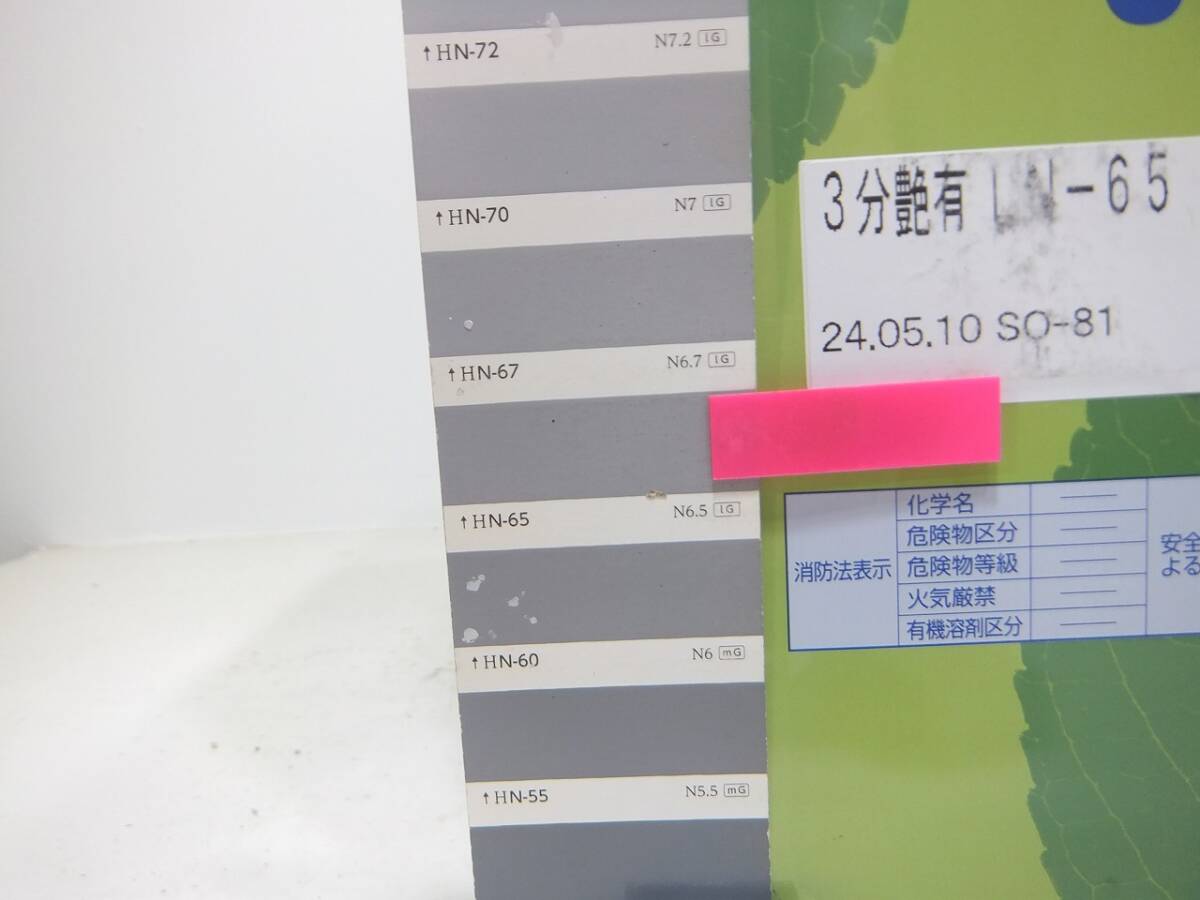 ↑HN-72 N7.2 lG
↑HN-70 N7 lG
↑HN-67 N6.7 lG
↑HN-65 N6.5 lG
↑HN-60 N6 mG
↑HN-55 N5.5 mG
3分艶有 LN-65
24.05.10 SO-81
消防法表示
化学名 ——
危険物区分 ——
危険物等級 ——
火気厳禁 ——
有機溶剤区分 ——
安全
よる